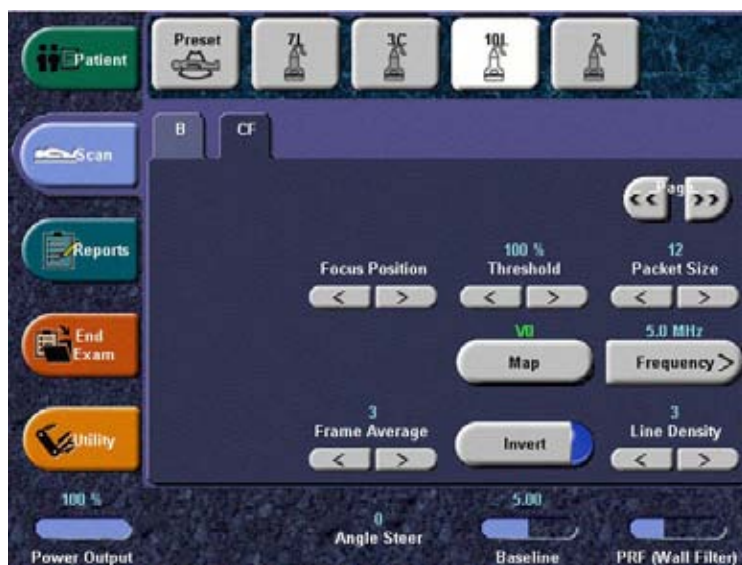 Patient
Preset
7L
3C
10L
?
Scan
B
CF
Page
<< >>
Reports
100 %
12
Focus Position
Threshold
Packet Size
< >
< >
< >
End
Exam
V0
5.0 MHz
Map
Frequency >
Utility
3
3
Frame Average
Invert
Line Density
< >
< >
100 %
0
5.00
Power Output
Angle Steer
Baseline
PRF (Wall Filter)